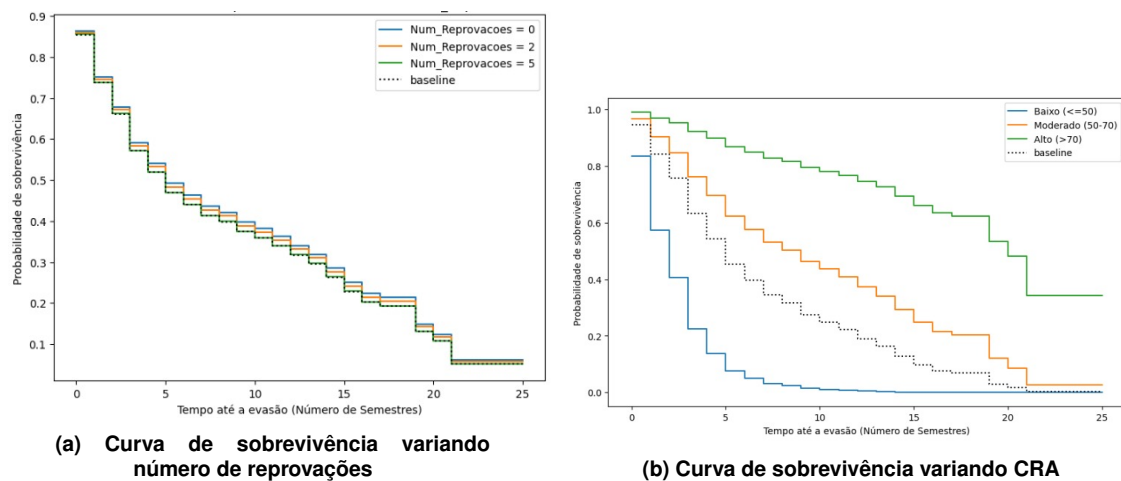 0.9
0.8
0.7
0.6
0.5
0.4
0.3
0.2
0.1
Probabilidade de sobrevivência
Num_Reprovacoes = 0
Num_Reprovacoes = 2
Num_Reprovacoes = 5
baseline
0 5 10 15 20 25
Tempo até a evasão (Número de Semestres)
(a) Curva de sobrevivência variando
número de reprovações
1.0
0.8
0.6
0.4
0.2
0.0
Probabilidade de sobrevivência
Baixo (<=50)
Moderado (50-70)
Alto (>70)
baseline
0 5 10 15 20 25
Tempo até a evasão (Número de Semestres)
(b) Curva de sobrevivência variando CRA